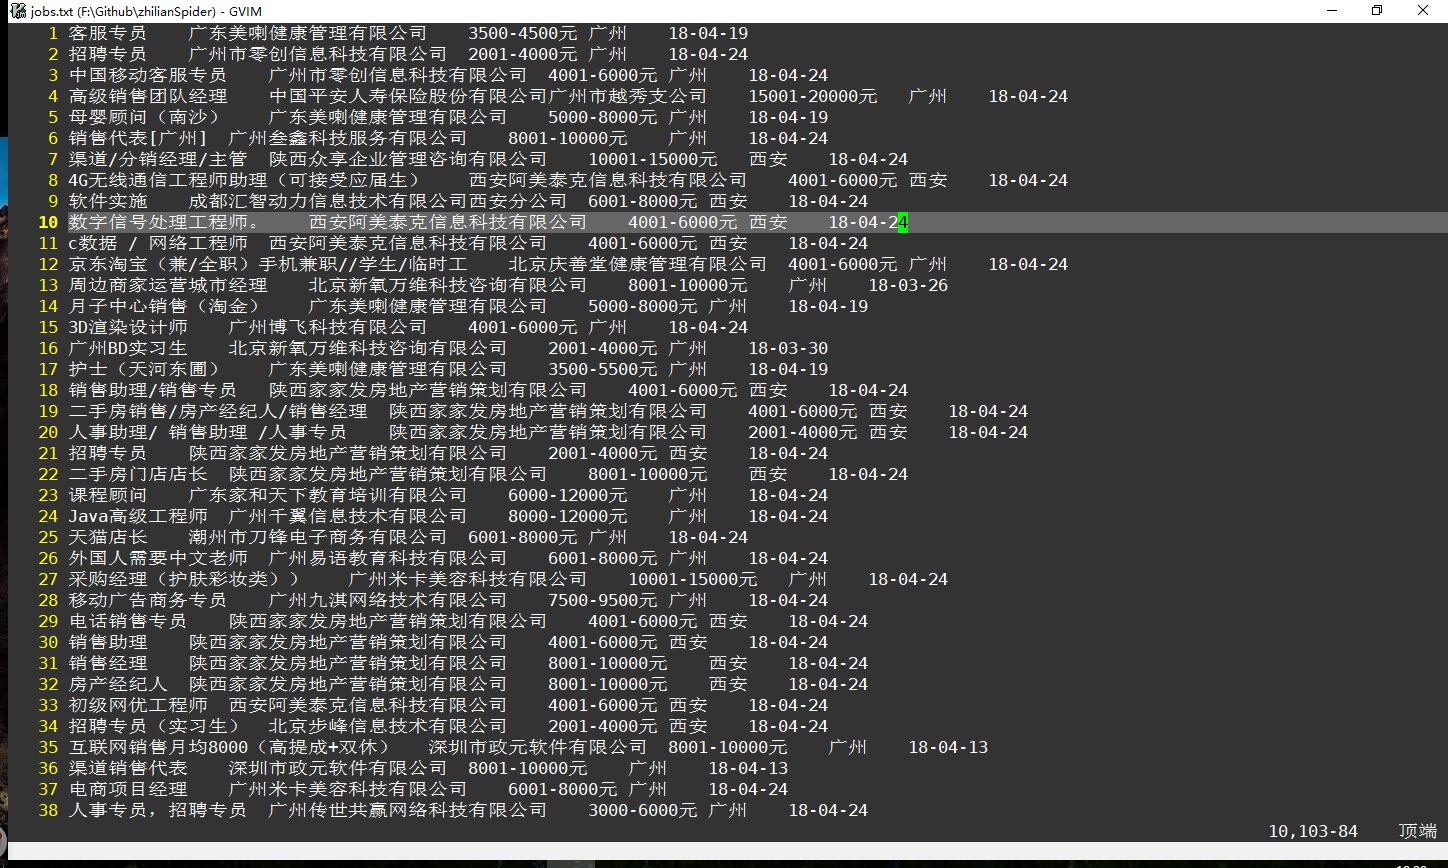 jobs.txt (F:\Github\zhilianSpider) - GVIM
1 客服专员 广东美喇健康管理有限公司 3500-4500元 广州 18-04-19
2 招聘专员 广州市零创信息科技有限公司 2001-4000元 广州 18-04-24
3 中国移动客服专员 广州市零创信息科技有限公司 4001-6000元 广州 18-04-24
4 高级销售团队经理 中国平安人寿保险股份有限公司广州市越秀支公司 15001-20000元 广州 18-04-24
5 母婴顾问（南沙） 广东美喇健康管理有限公司 5000-8000元 广州 18-04-19
6 销售代表[广州] 广州叁鑫科技服务有限公司 8001-10000元 广州 18-04-24
7 渠道/分销经理/主管 陕西众享企业管理咨询有限公司 10001-15000元 西安 18-04-24
8 4G无线通信工程师助理（可接受应届生） 西安阿美泰克信息科技有限公司 4001-6000元 西安 18-04-24
9 软件实施 成都汇智动力信息技术有限公司西安分公司 6001-8000元 西安 18-04-24
10 数字信号处理工程师。 西安阿美泰克信息科技有限公司 4001-6000元 西安 18-04-24
11 c数据 / 网络工程师 西安阿美泰克信息科技有限公司 4001-6000元 西安 18-04-24
12 京东淘宝（兼/全职）手机兼职//学生/临时工 北京庆善堂健康管理有限公司 4001-6000元 广州 18-04-24
13 周边商家运营城市经理 北京新氧万维科技咨询有限公司 8001-10000元 广州 18-03-26
14 月子中心销售（淘金） 广东美喇健康管理有限公司 5000-8000元 广州 18-04-19
15 3D渲染设计师 广州博飞科技有限公司 4001-6000元 广州 18-04-24
16 广州BD实习生 北京新氧万维科技咨询有限公司 2001-4000元 广州 18-03-30
17 护士（天河东圃） 广东美喇健康管理有限公司 3500-5500元 广州 18-04-19
18 销售助理/销售专员 陕西家家发房地产营销策划有限公司 4001-6000元 西安 18-04-24
19 二手房销售/房产经纪人/销售经理 陕西家家发房地产营销策划有限公司 4001-6000元 西安 18-04-24
20 人事助理/ 销售助理 /人事专员 陕西家家发房地产营销策划有限公司 2001-4000元 西安 18-04-24
21 招聘专员 陕西家家发房地产营销策划有限公司 2001-4000元 西安 18-04-24
22 二手房门店店长 陕西家家发房地产营销策划有限公司 8001-10000元 西安 18-04-24
23 课程顾问 广东家和天下教育培训有限公司 6000-12000元 广州 18-04-24
24 Java高级工程师 广州千翼信息技术有限公司 8000-12000元 广州 18-04-24
25 天猫店长 潮州市刀锋电子商务有限公司 6001-8000元 广州 18-04-24
26 外国人需要中文老师 广州易语教育科技有限公司 6001-8000元 广州 18-04-24
27 采购经理（护肤彩妆类）） 广州米卡美容科技有限公司 10001-15000元 广州 18-04-24
28 移动广告商务专员 广州九淇网络技术有限公司 7500-9500元 广州 18-04-24
29 电话销售专员 陕西家家发房地产营销策划有限公司 4001-6000元 西安 18-04-24
30 销售助理 陕西家家发房地产营销策划有限公司 4001-6000元 西安 18-04-24
31 销售经理 陕西家家发房地产营销策划有限公司 8001-10000元 西安 18-04-24
32 房产经纪人 陕西家家发房地产营销策划有限公司 8001-10000元 西安 18-04-24
33 初级网优工程师 西安阿美泰克信息科技有限公司 4001-6000元 西安 18-04-24
34 招聘专员（实习生） 北京步峰信息技术有限公司 2001-4000元 西安 18-04-24
35 互联网销售月均8000（高提成+双休） 深圳市政元软件有限公司 8001-10000元 广州 18-04-13
36 渠道销售代表 深圳市政元软件有限公司 8001-10000元 广州 18-04-13
37 电商项目经理 广州米卡美容科技有限公司 6001-8000元 广州 18-04-24
38 人事专员，招聘专员 广州传世共赢网络科技有限公司 3000-6000元 广州 18-04-24
10,103-84 顶端